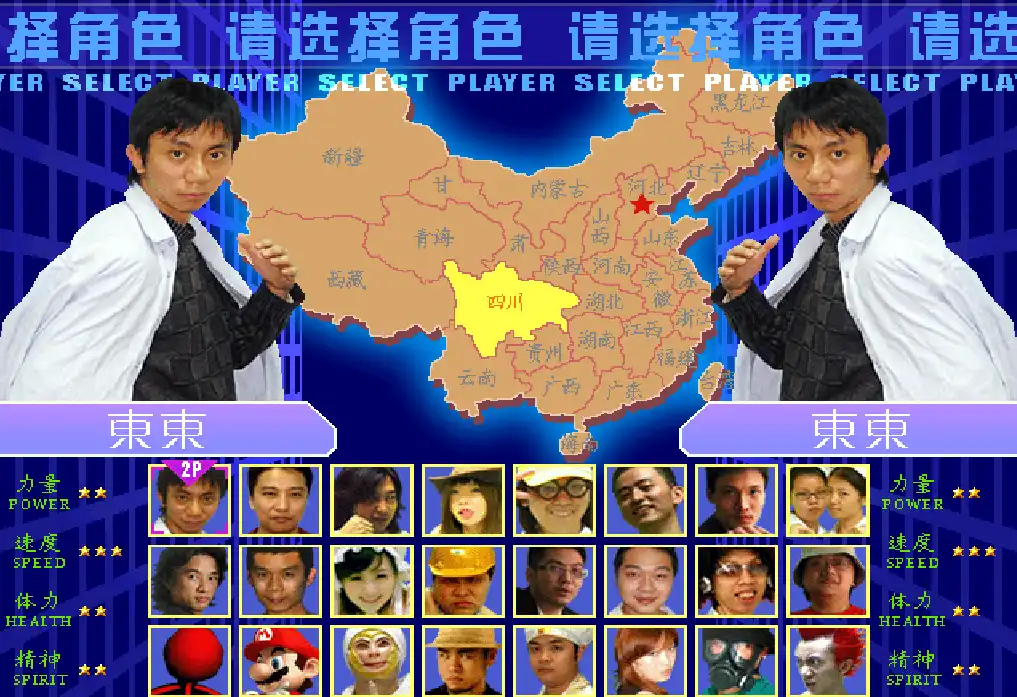 择角色 请选择角色 请选择角色 请选
YER SELECT PLAYER SELECT PLAYER SELECT PLAYER SELECT PLA
黑龙江
吉林
辽宁
新疆
甘
内蒙古
河北
山
西
青海
肃
山东
西藏
陕西
河南
江
苏
安
徽
四川
湖北
浙江
湖南
江西
贵州
福建
云南
广西
广东
台湾
海南
東東
東東
2P
力量
POWER
速度
SPEED
体力
HEALTH
精神
SPIRIT
力量
POWER
速度
SPEED
体力
HEALTH
精神
SPIRIT